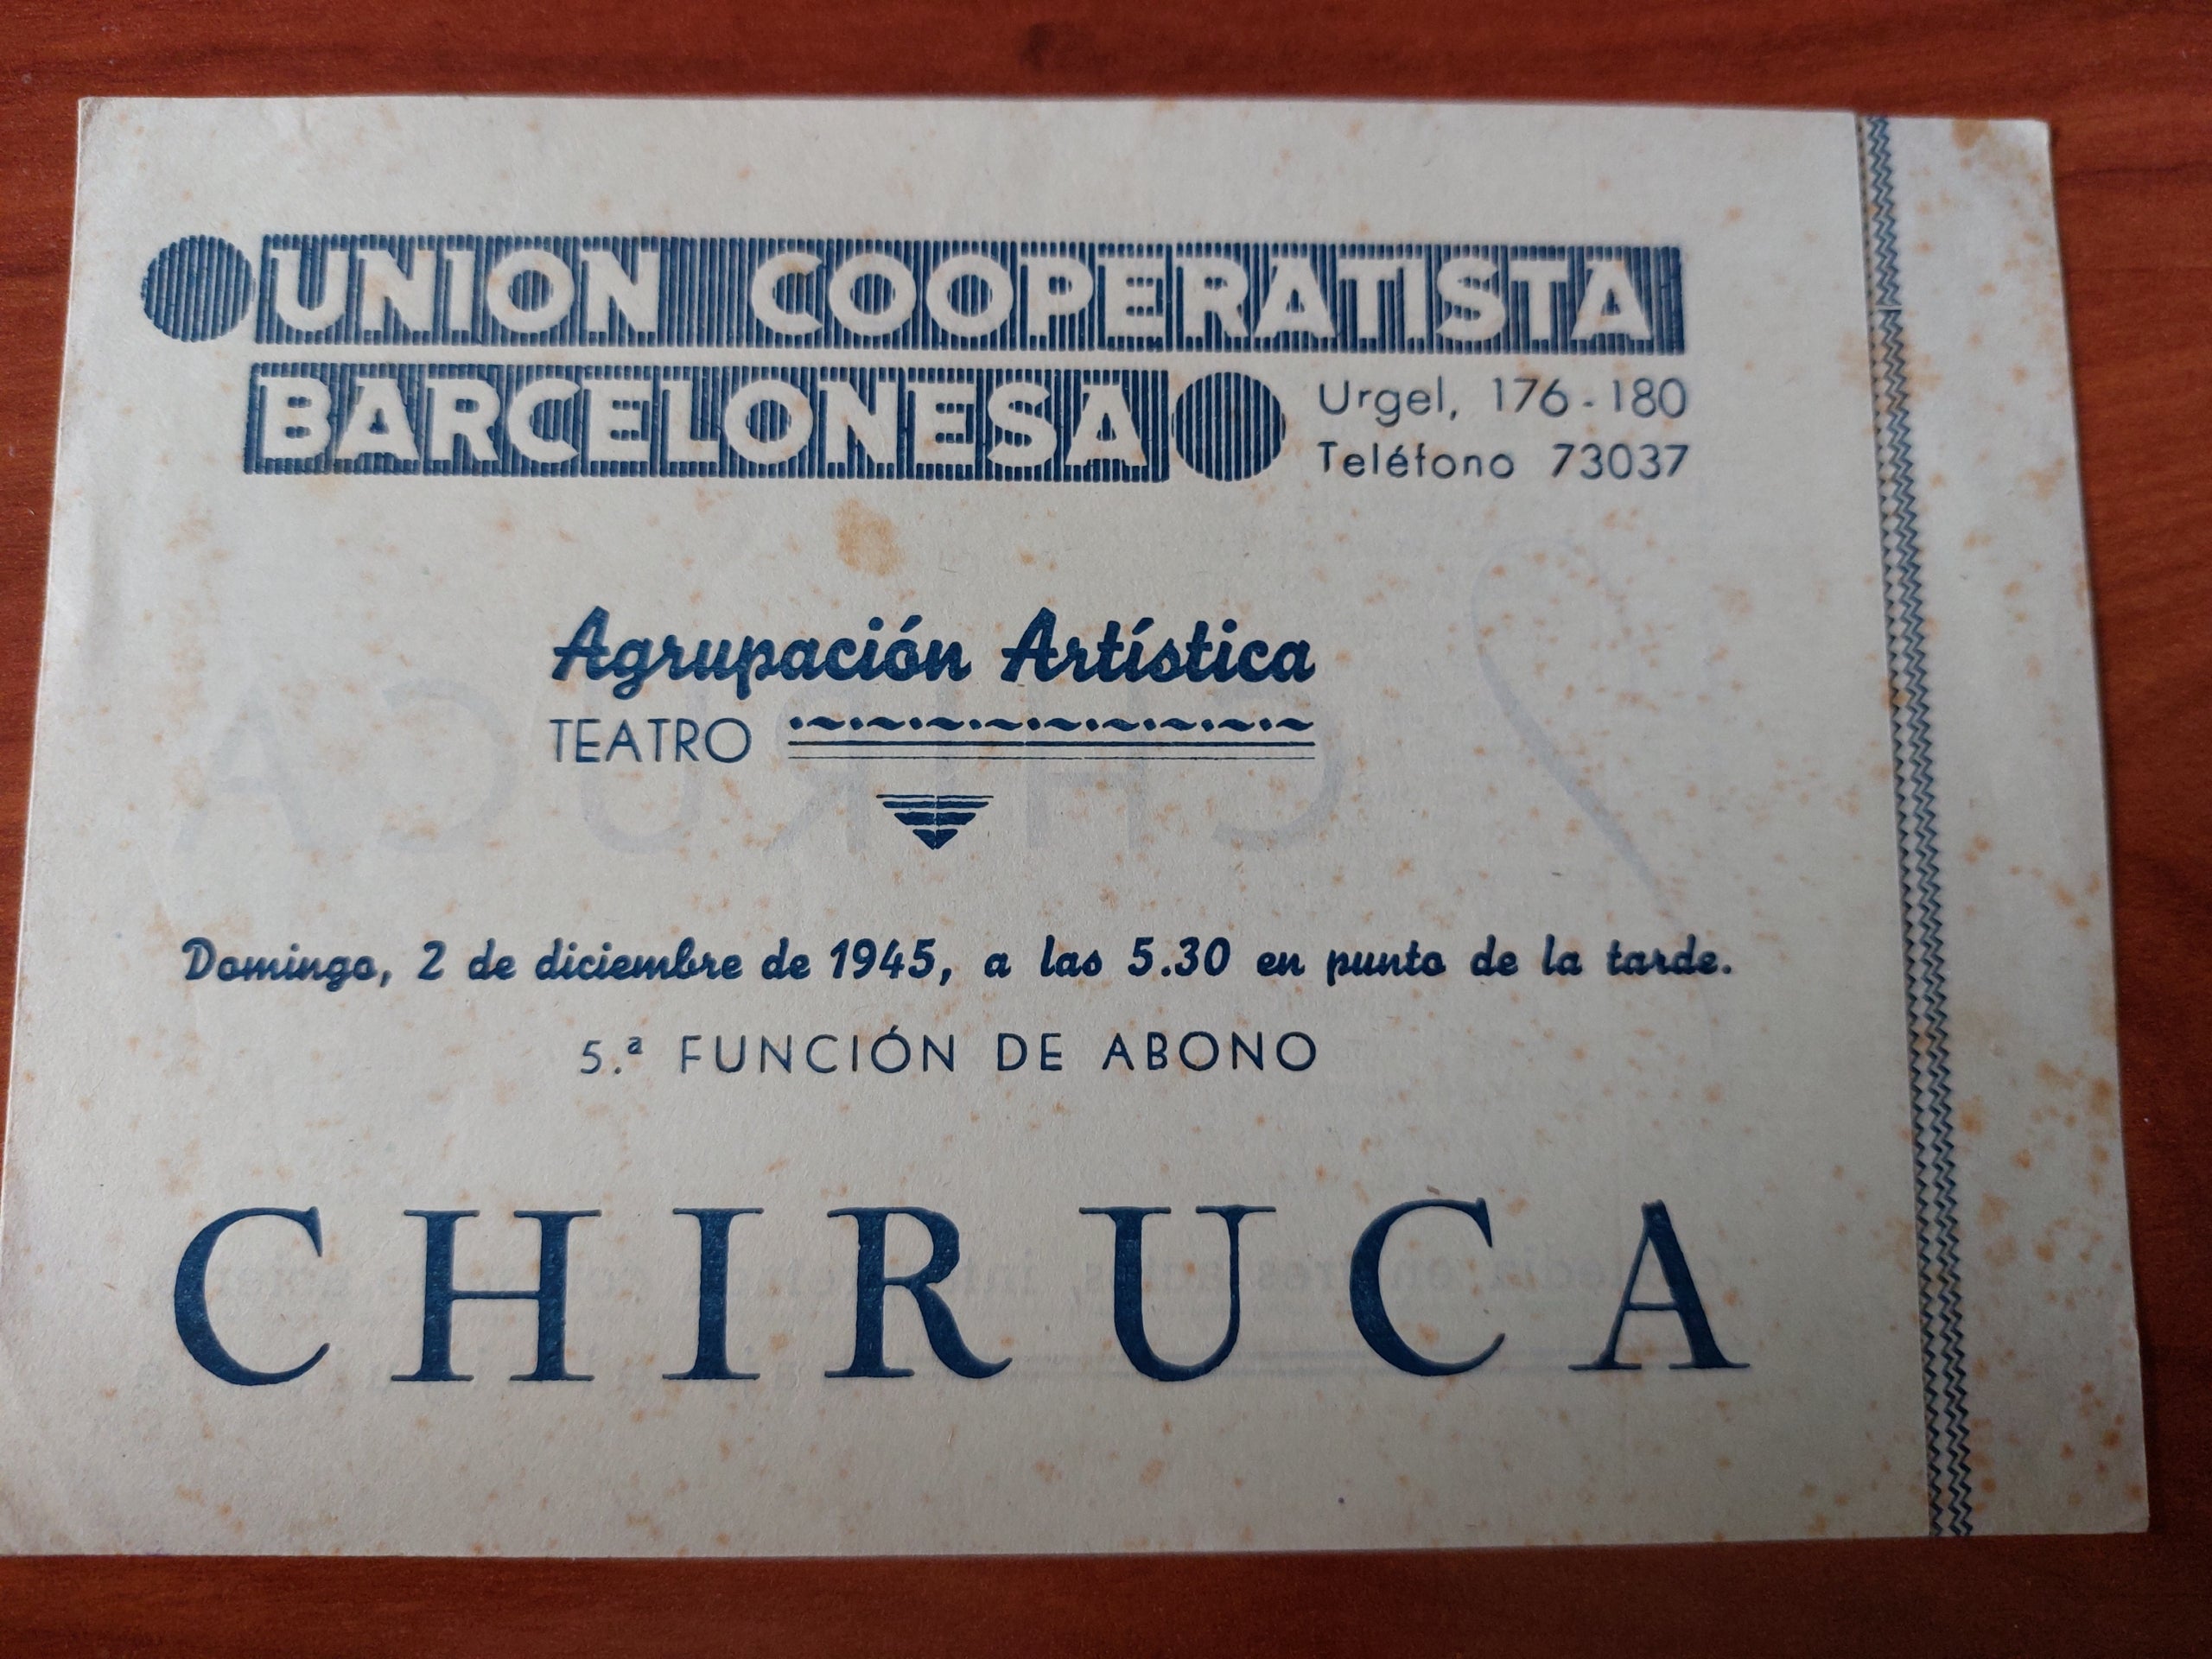 UNION COOPERATISTA
BARCELONESA
Urgel, 176-180
Teléfono 73037
Agrupación Artística
TEATRO
Domingo, 2 de diciembre de 1945, a las 5.30 en punto de la tarde.
5.ª FUNCIÓN DE ABONO
CHIRUCA